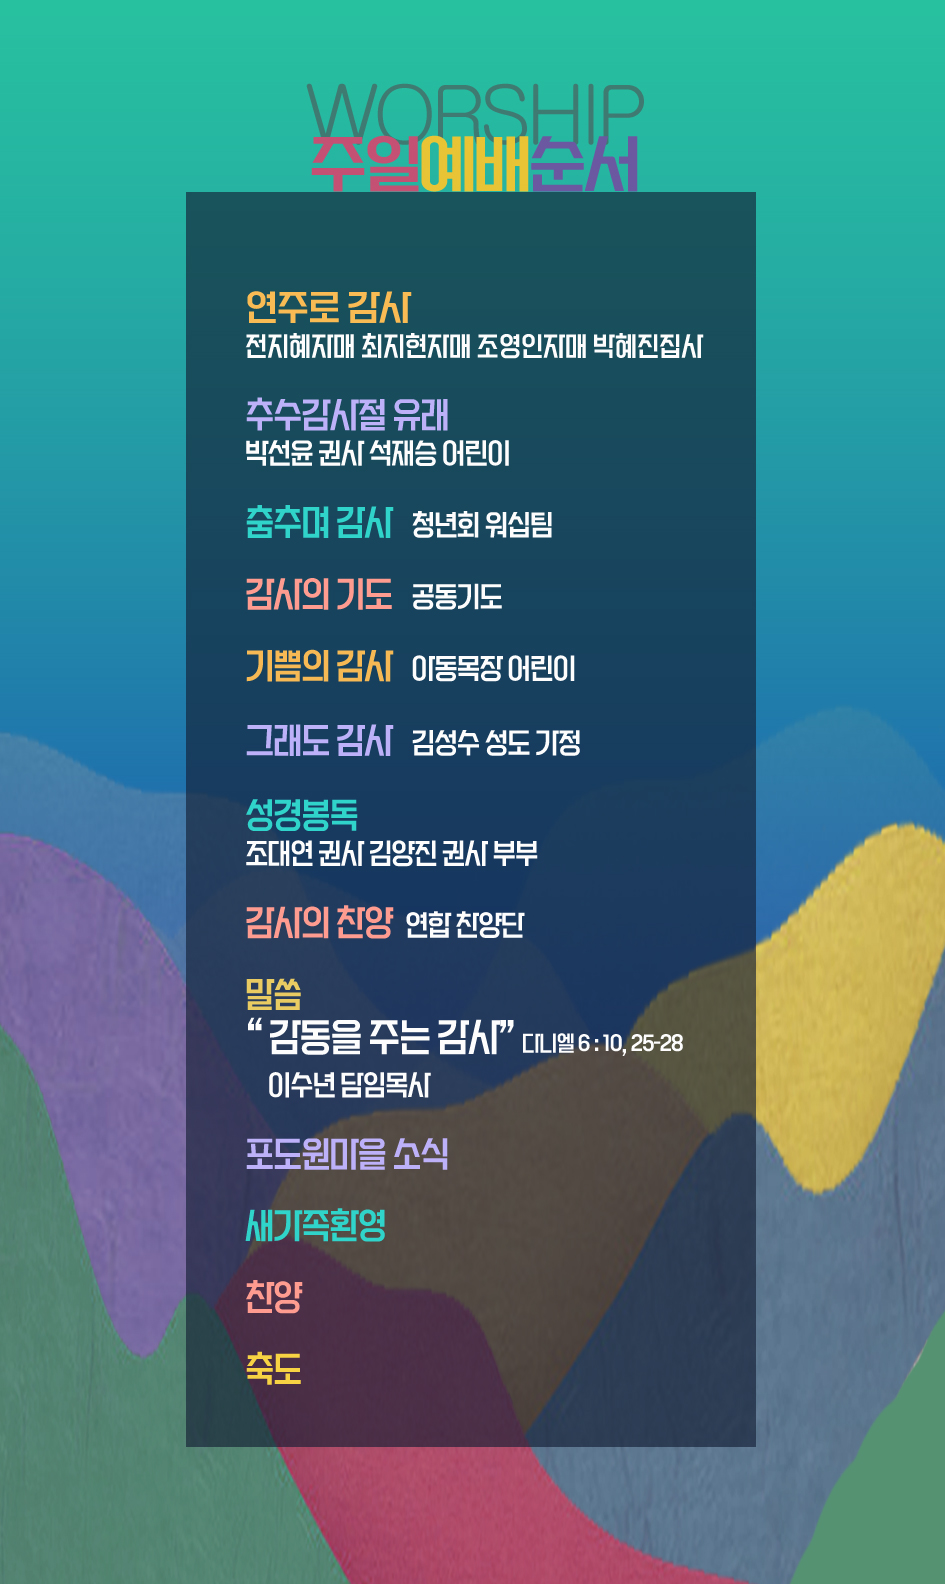 WORSHIP
주일예배순서
연주로 감사
전지혜자매 최지현자매 조영인자매 박혜진집사
추수감사절 유래
박선윤 권사 석재승 어린이
춤추며 감사 청년회 워십팀
감사의 기도 공동기도
기쁨의 감사 아동목장 어린이
그래도 감사 김성수 성도 가정
성경봉독
조대연 권사 김양진 권사 부부
감사의 찬양 연합 찬양단
말씀
“ 감동을 주는 감사” 다니엘 6 : 10, 25-28
이수년 담임목사
포도원마을 소식
새가족환영
찬양
축도